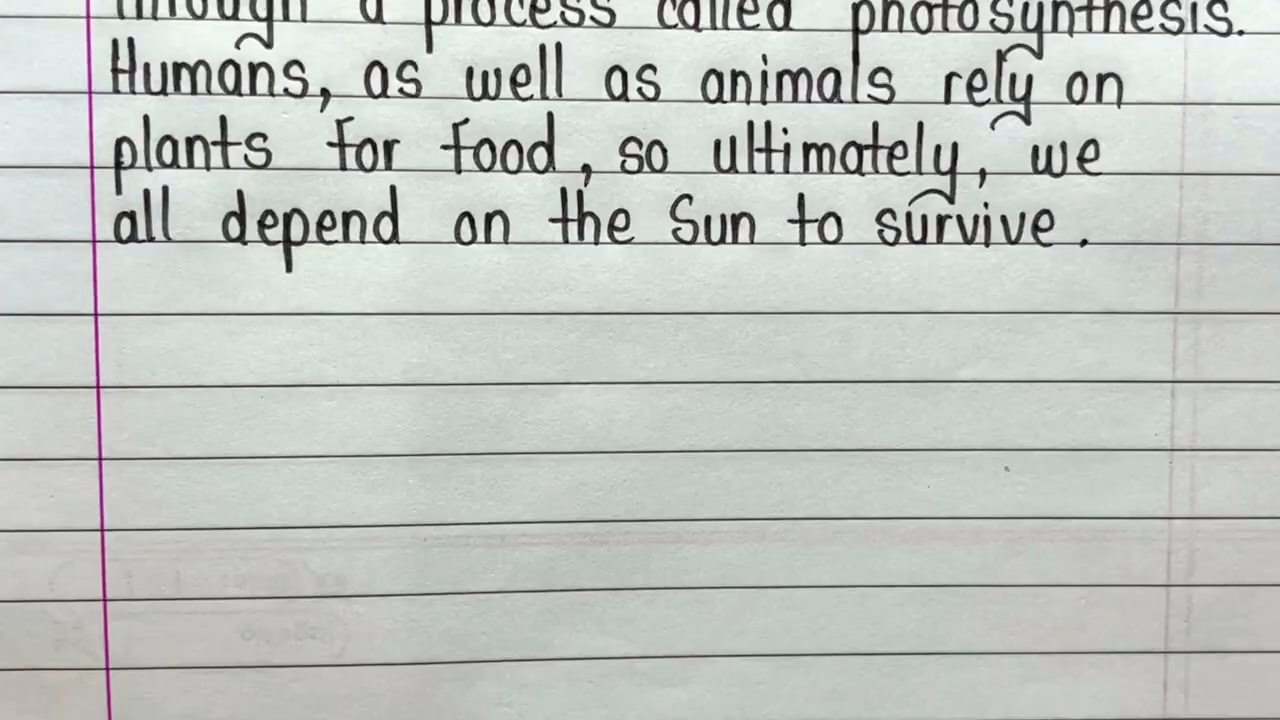 through a process called photosynthesis.
Humans, as well as animals rely on
plants for food, so ultimately, we
all depend on the Sun to survive.